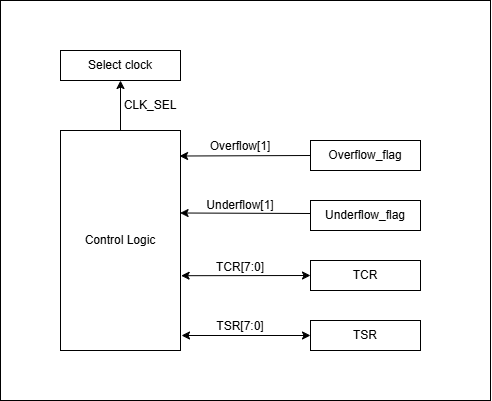 Select clock
CLK_SEL
Overflow[1]
Overflow_flag
Underflow[1]
Underflow_flag
Control Logic
TCR[7:0]
TCR
TSR[7:0]
TSR